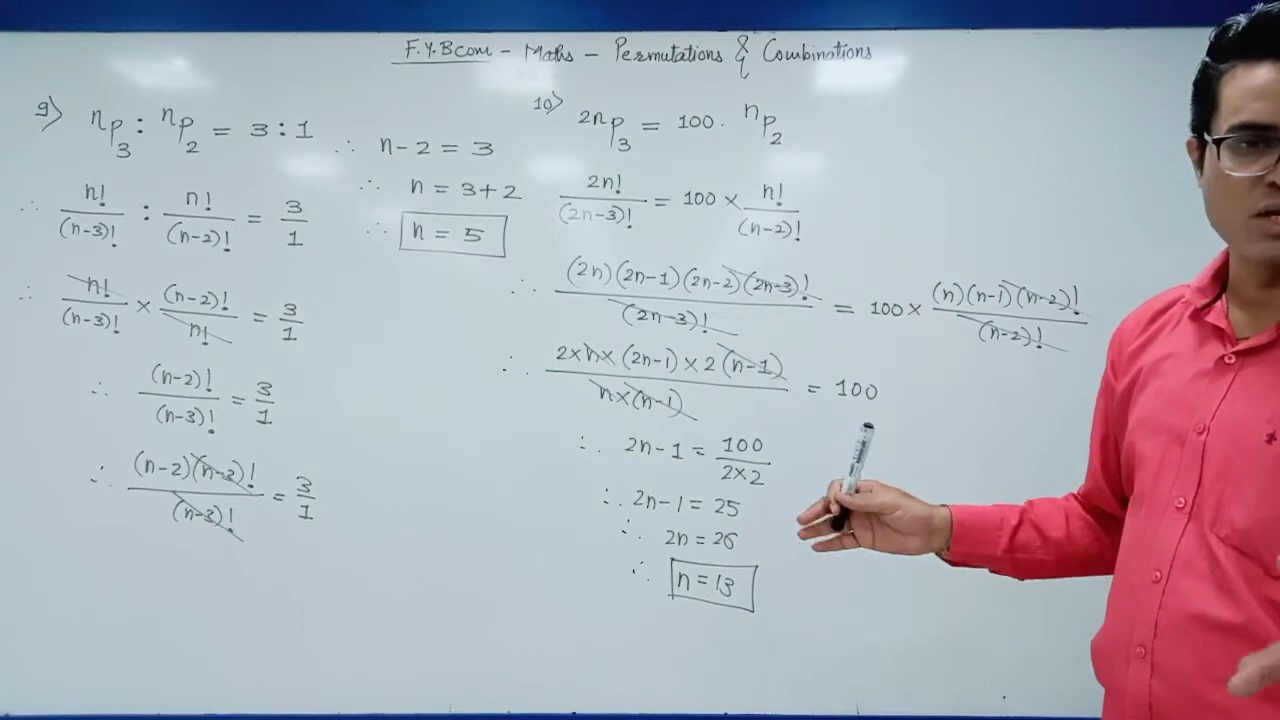 F.Y.BCom - Maths - Permutations & Combinations
9) nP₃ : nP₂ = 3 : 1
∴ n!/(n-3)! : n!/(n-2)! = 3/1
∴ n!/(n-3)! × (n-2)!/n! = 3/1
∴ (n-2)!/(n-3)! = 3/1
∴ (n-2)(n-3)!/(n-3)! = 3/1
∴ n-2 = 3
∴ n = 3+2
∴ n = 5
10) 2nP₃ = 100 . nP₂
2n!/(2n-3)! = 100 × n!/(n-2)!
∴ (2n)(2n-1)(2n-2)(2n-3)!/(2n-3)! = 100 × (n)(n-1)(n-2)!/(n-2)!
∴ 2×n×(2n-1)×2(n-1)/n×(n-1) = 100
∴ 2n-1 = 100/2×2
∴ 2n-1 = 25
∴ 2n = 26
∴ n = 13